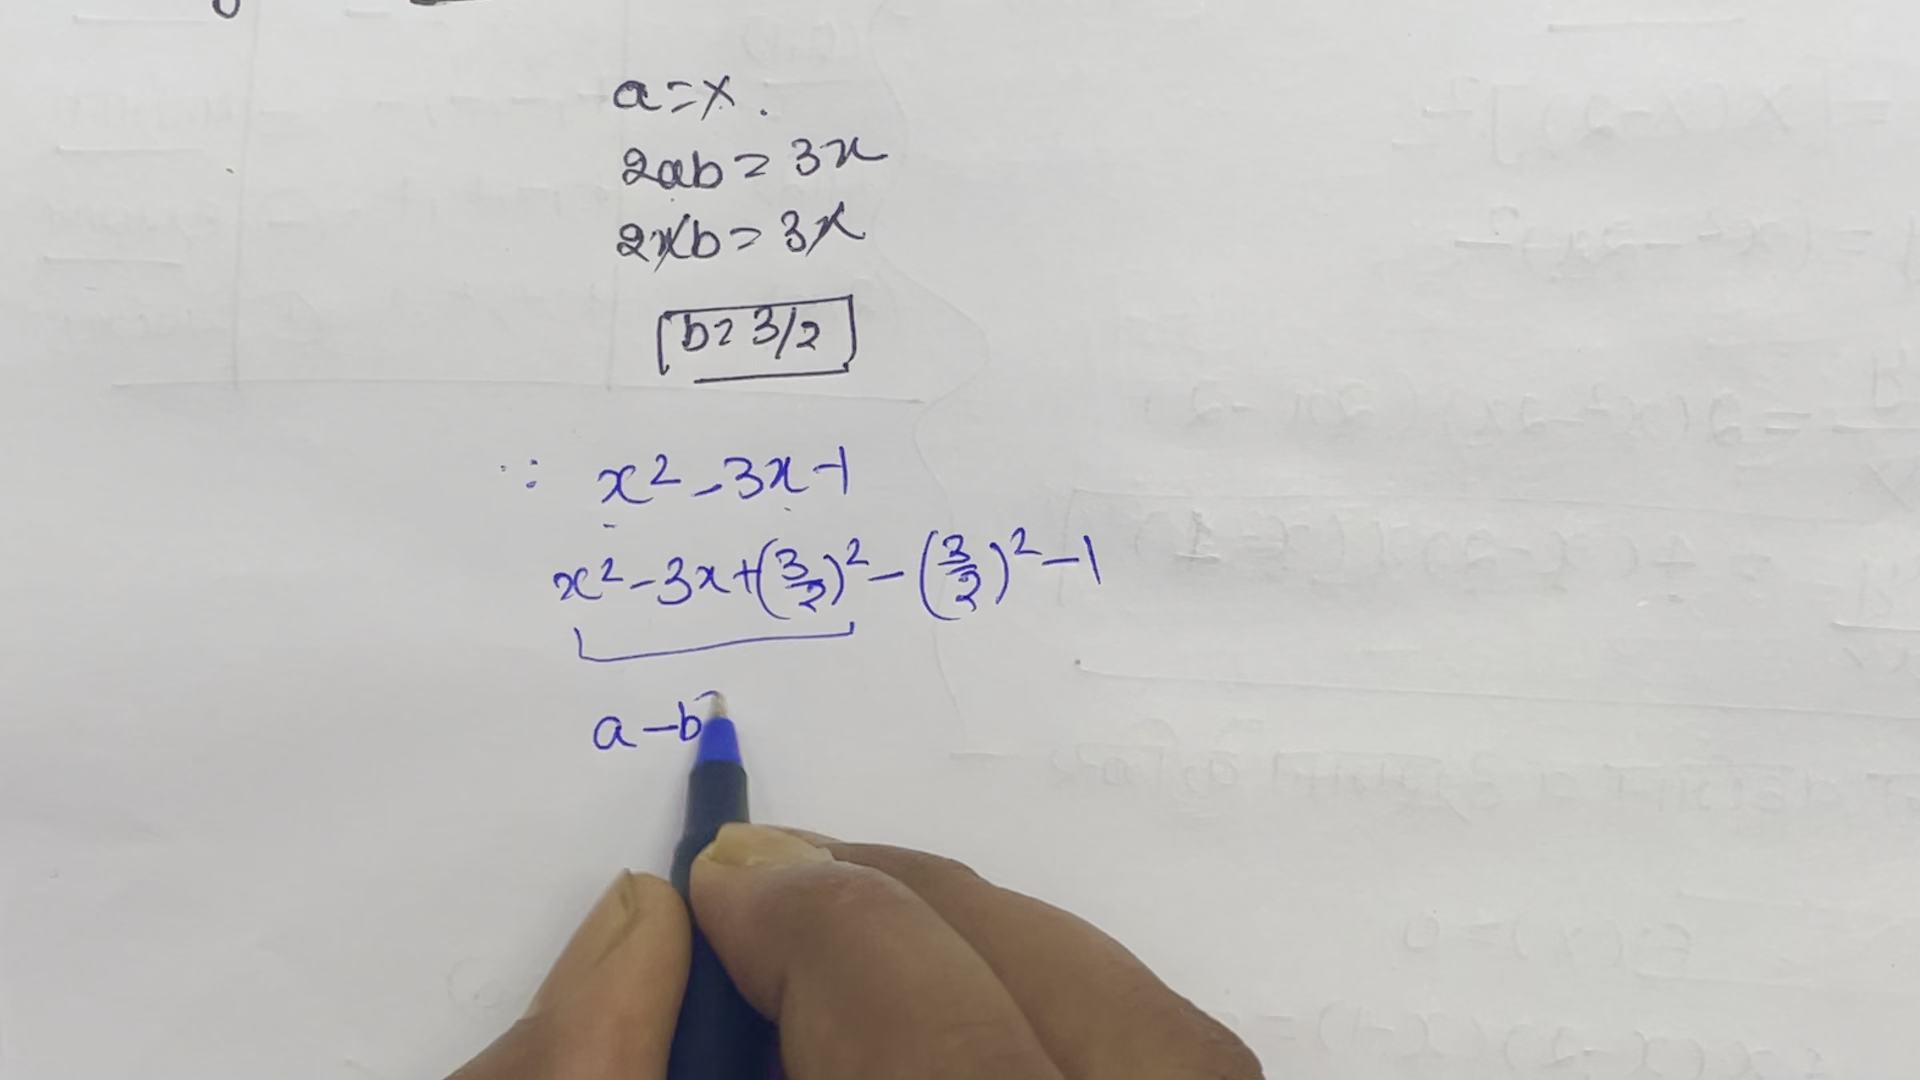 a=x.
2ab=3x
2xb=3x
b=3/2
∵ x²-3x-1
x²-3x+(3/2)²-(3/2)²-1
a-b